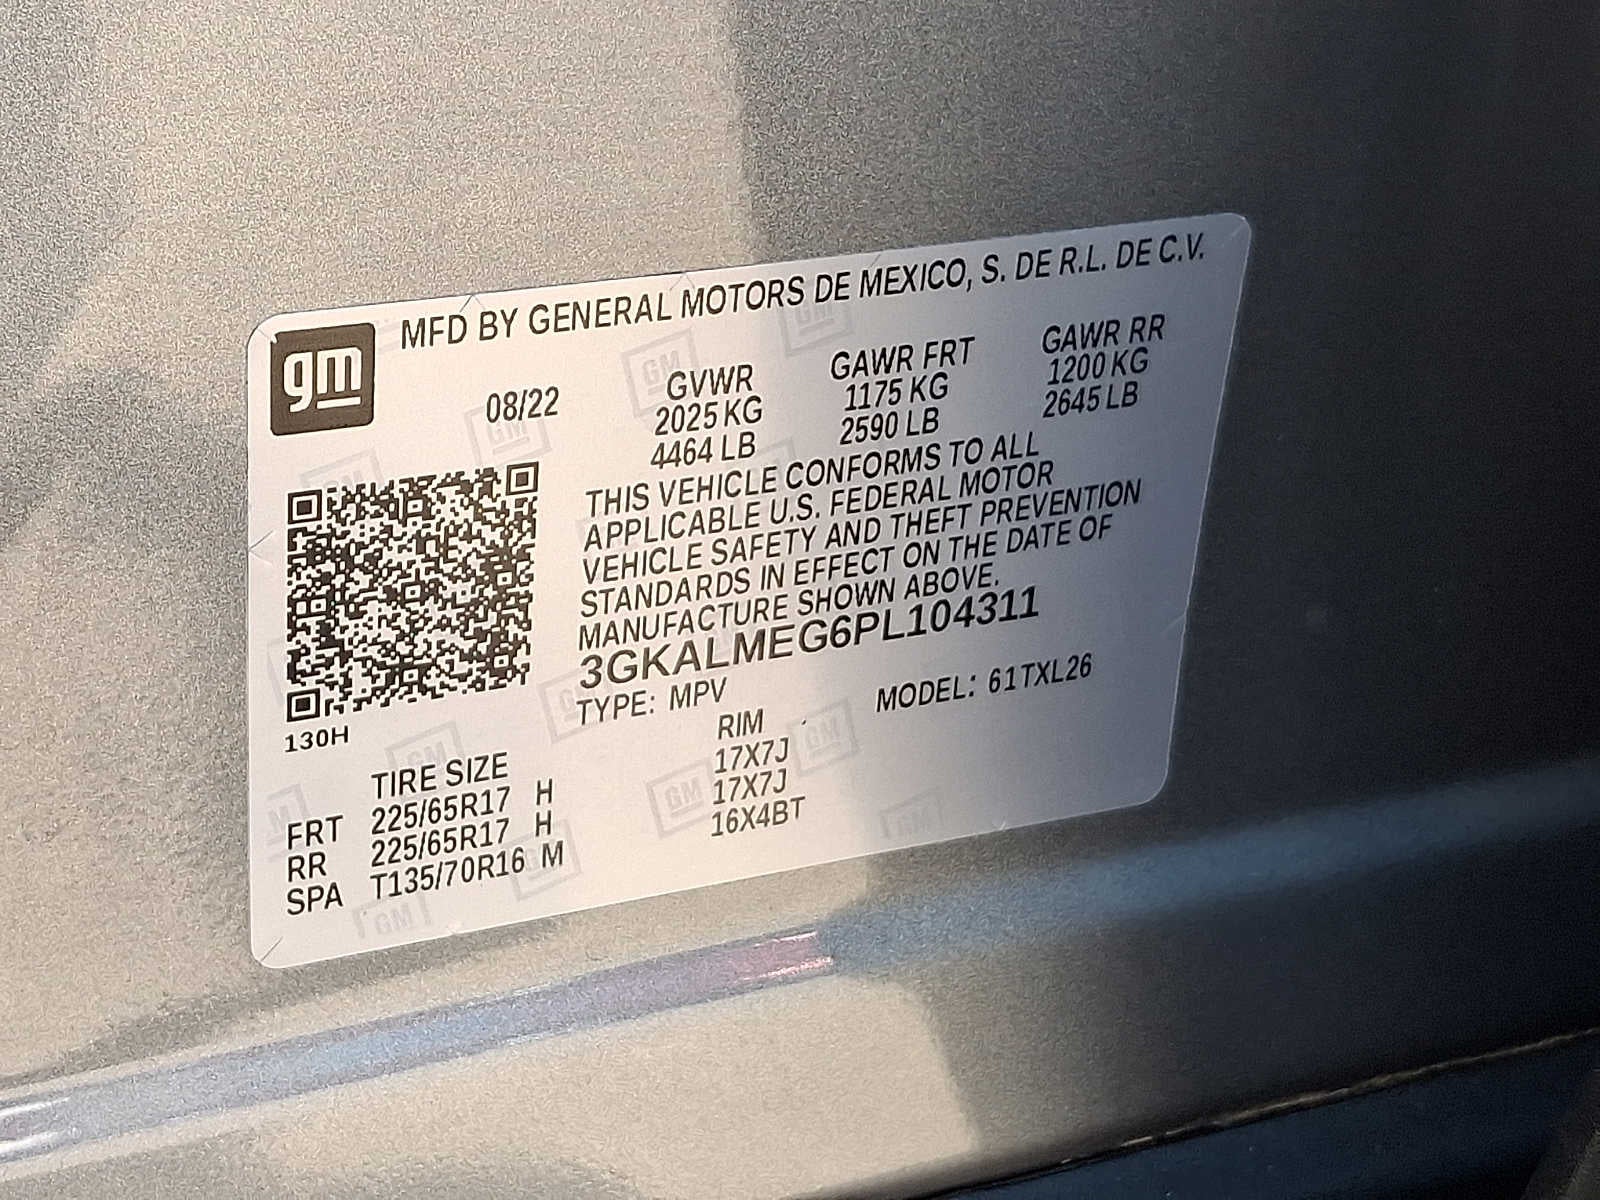 gm
MFD BY GENERAL MOTORS DE MEXICO, S. DE R.L. DE C.V.
08/22 GVWR GAWR FRT GAWR RR
2025 KG 1175 KG 1200 KG
4464 LB 2590 LB 2645 LB
THIS VEHICLE CONFORMS TO ALL
APPLICABLE U.S. FEDERAL MOTOR
VEHICLE SAFETY AND THEFT PREVENTION
STANDARDS IN EFFECT ON THE DATE OF
MANUFACTURE SHOWN ABOVE.
3GKALMEG6PL104311
TYPE: MPV MODEL: 61TXL26
130H
TIRE SIZE RIM
FRT 225/65R17 H 17X7J
RR 225/65R17 H 17X7J
SPA T135/70R16 M 16X4BT